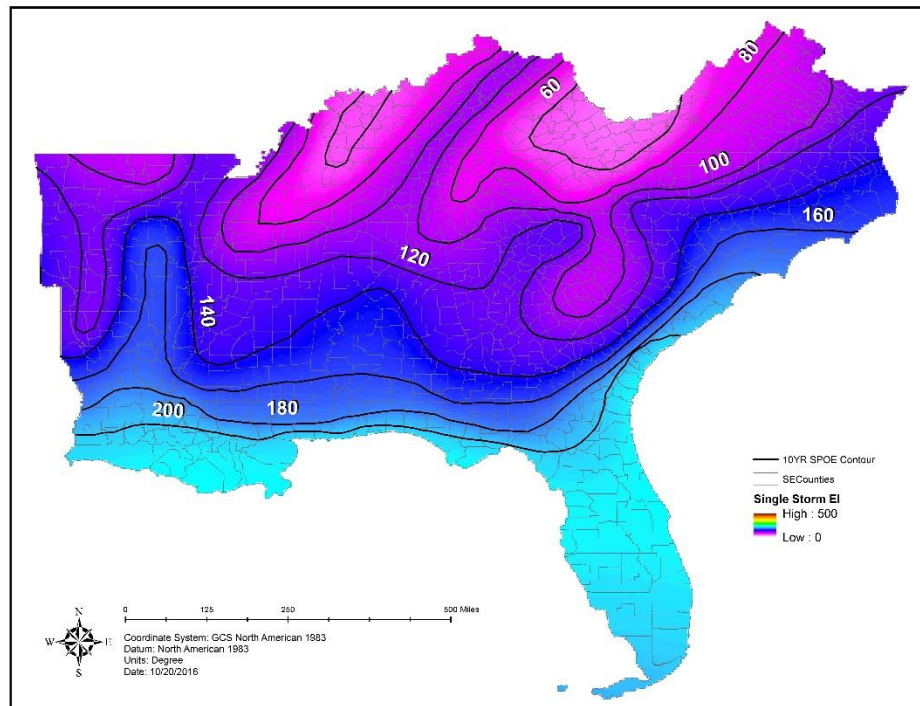 80
60
100
160
120
140
200
180
10YR SPOE Contour
SECounties
Single Storm EI
High : 500
Low : 0
N
W E
S
0 125 250 500 Miles
Coordinate System: GCS North American 1983
Datum: North American 1983
Units: Degree
Date: 10/20/2016